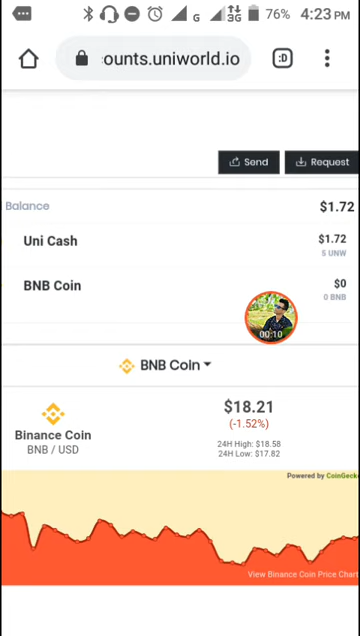 G
3G
76%
4:23 PM
:ounts.uniworld.io
:D
Send
Request
Balance
$1.72
Uni Cash
$1.72
5 UNW
BNB Coin
$0
0 BNB
00:10
BNB Coin
$18.21
(-1.52%)
Binance Coin
BNB / USD
24H High: $18.58
24H Low: $17.82
Powered by CoinGecko
View Binance Coin Price Chart